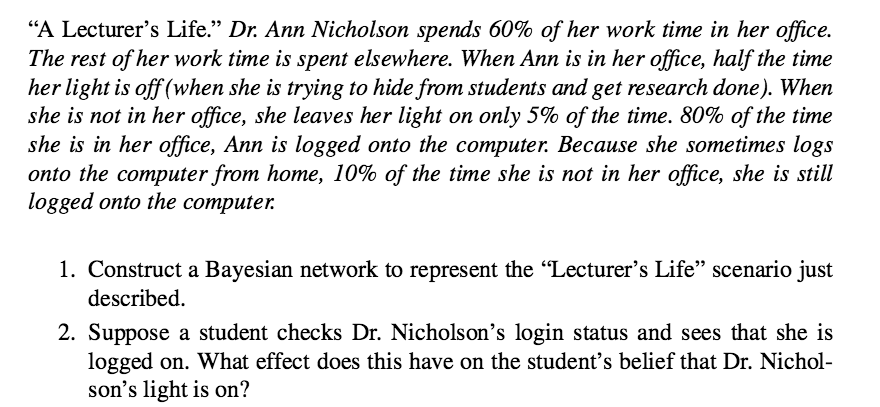 “A Lecturer’s Life.” Dr. Ann Nicholson spends 60% of her work time in her office.
The rest of her work time is spent elsewhere. When Ann is in her office, half the time
her light is off (when she is trying to hide from students and get research done). When
she is not in her office, she leaves her light on only 5% of the time. 80% of the time
she is in her office, Ann is logged onto the computer. Because she sometimes logs
onto the computer from home, 10% of the time she is not in her office, she is still
logged onto the computer.
1. Construct a Bayesian network to represent the “Lecturer’s Life” scenario just
described.
2. Suppose a student checks Dr. Nicholson’s login status and sees that she is
logged on. What effect does this have on the student’s belief that Dr. Nichol-
son’s light is on?